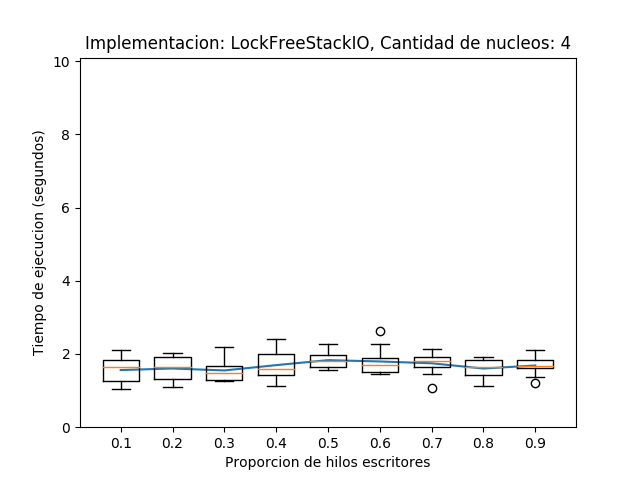 Implementacion: LockFreeStackIO, Cantidad de nucleos: 4
10
8
6
4
2
0
Tiempo de ejecucion (segundos)
0.1 0.2 0.3 0.4 0.5 0.6 0.7 0.8 0.9
Proporcion de hilos escritores